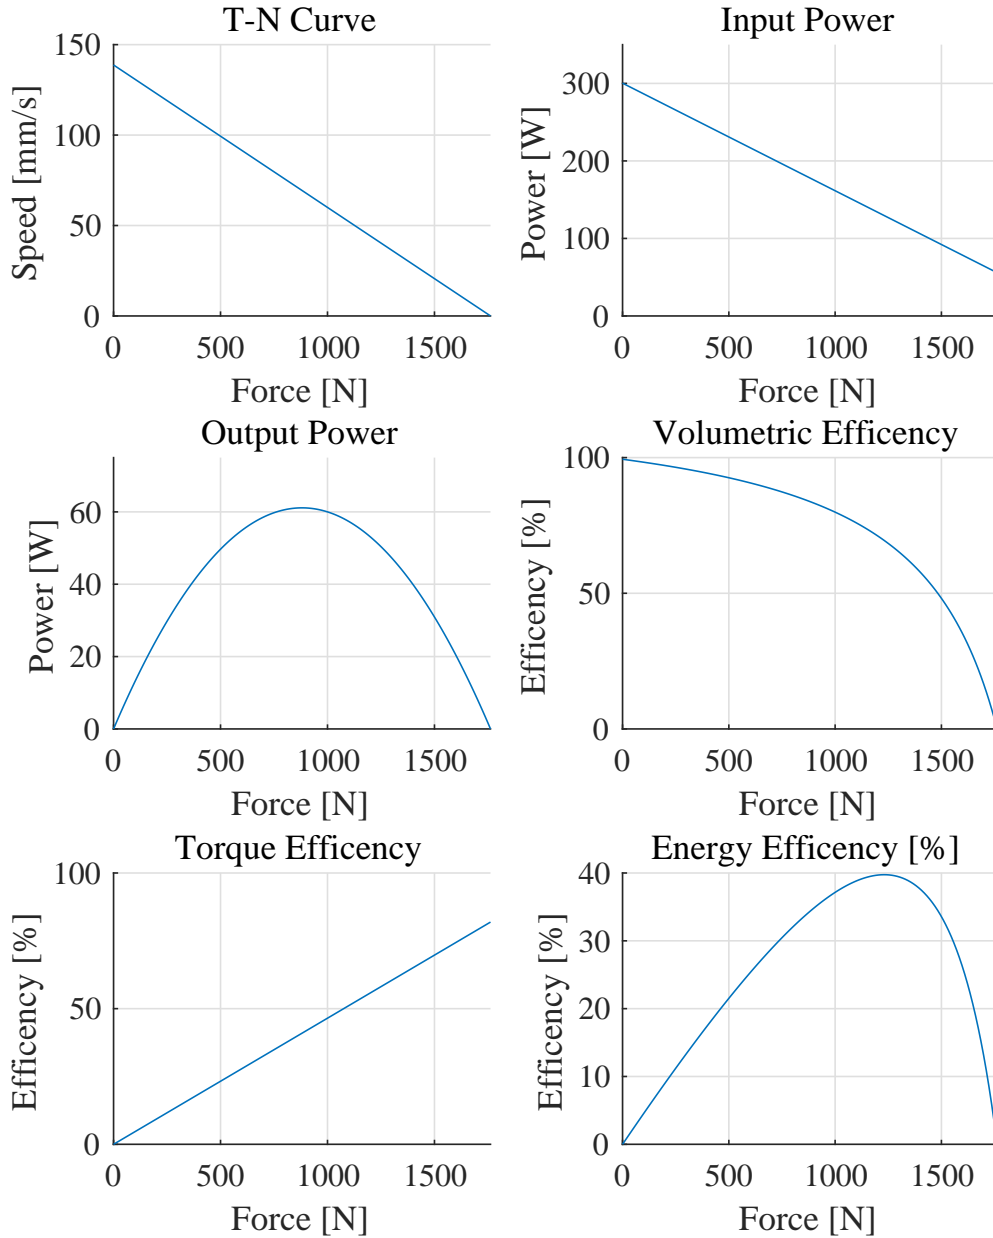 T-N Curve
150
100
50
0
Speed [mm/s]
0 500 1000 1500
Force [N]
Input Power
300
200
100
0
Power [W]
0 500 1000 1500
Force [N]
Output Power
60
40
20
0
Power [W]
0 500 1000 1500
Force [N]
Volumetric Efficency
100
50
0
Efficency [%]
0 500 1000 1500
Force [N]
Torque Efficency
100
50
0
Efficency [%]
0 500 1000 1500
Force [N]
Energy Efficency [%]
40
30
20
10
0
Efficency [%]
0 500 1000 1500
Force [N]